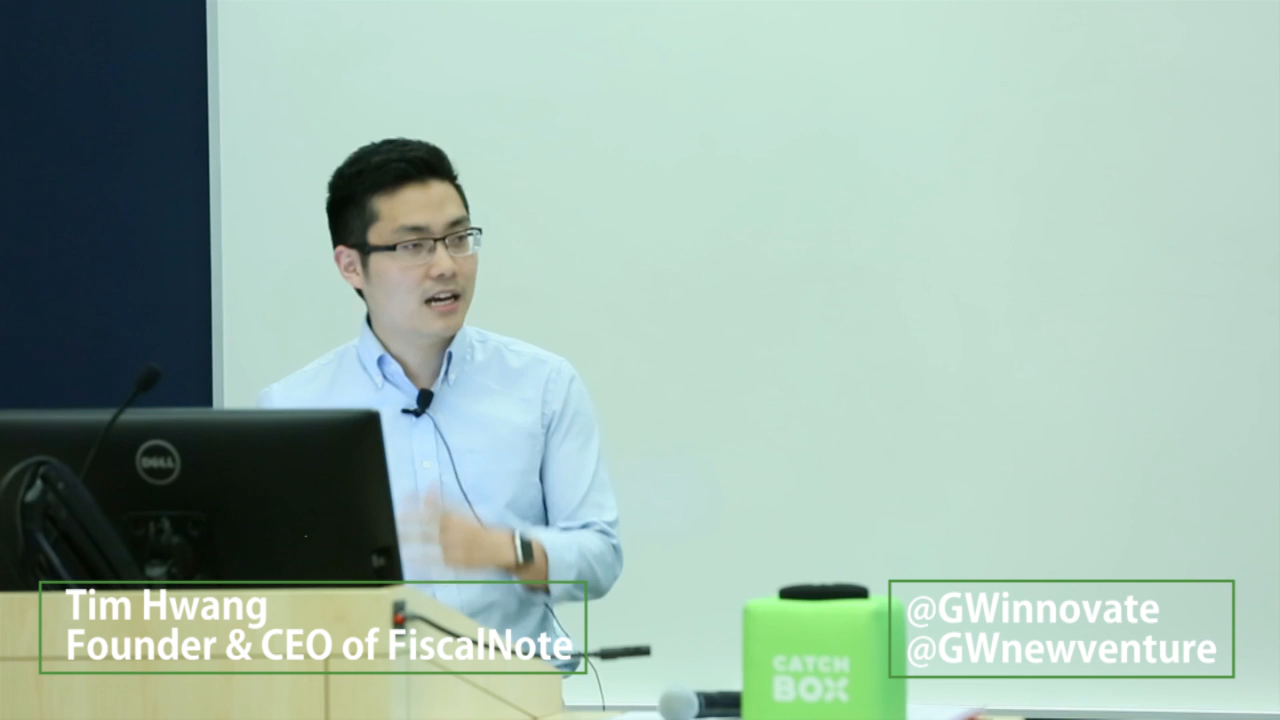 DELL
Tim Hwang
Founder & CEO of FiscalNote
@GWinnovate
@GWnewventure
CATCH
BOX